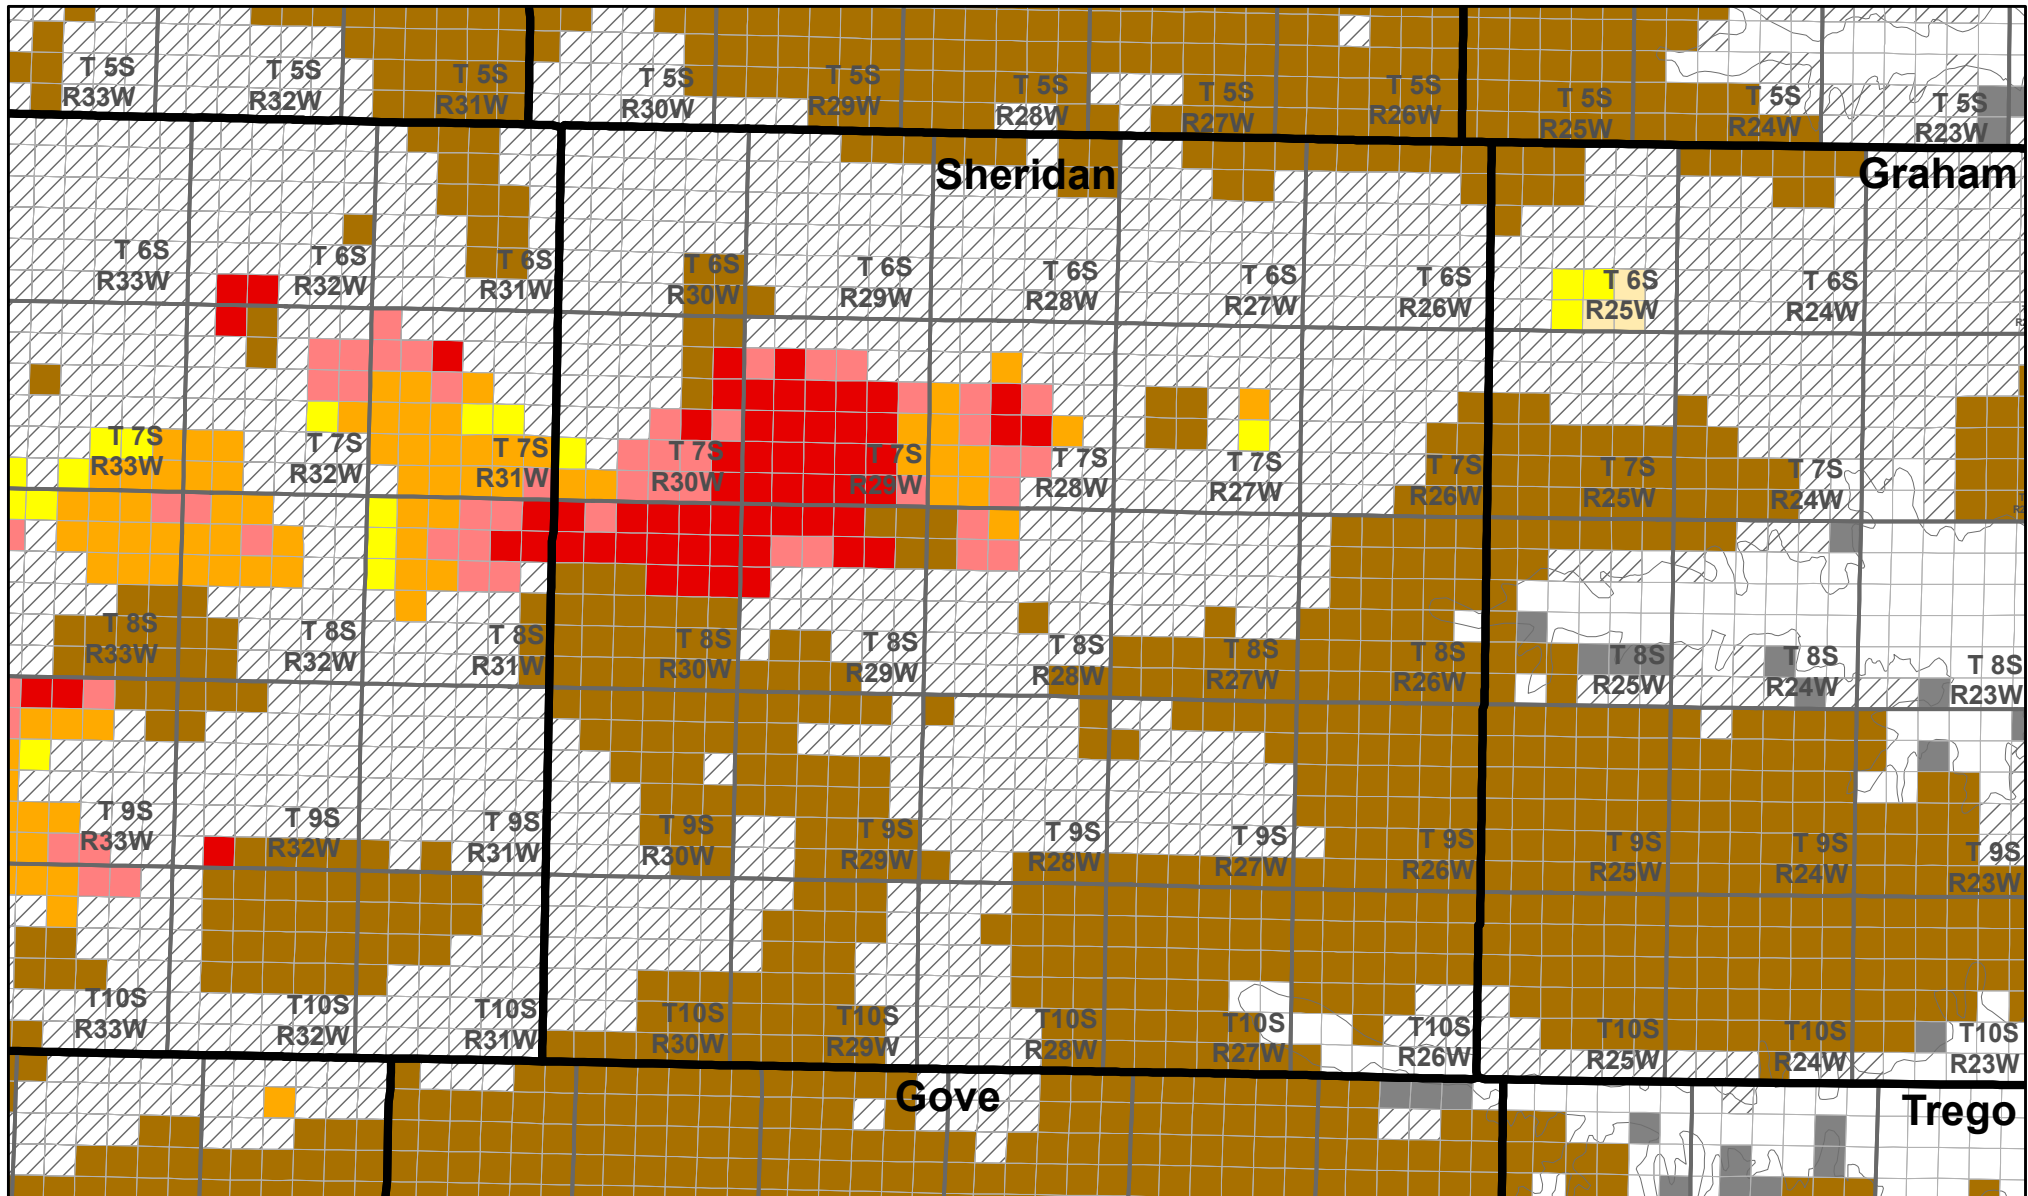 T 5S
R33W
T 5S
R32W
T 5S
R31W
T 5S
R30W
T 5S
R29W
T 5S
R28W
T 5S
R27W
T 5S
R26W
T 5S
R25W
T 5S
R24W
T 5S
R23W
Sheridan
Graham
T 6S
R33W
T 6S
R32W
T 6S
R31W
T 6S
R30W
T 6S
R29W
T 6S
R28W
T 6S
R27W
T 6S
R26W
T 6S
R25W
T 6S
R24W
T 7S
R33W
T 7S
R32W
T 7S
R31W
T 7S
R30W
T 7S
R29W
T 7S
R28W
T 7S
R27W
T 7S
R26W
T 7S
R25W
T 7S
R24W
T 8S
R33W
T 8S
R32W
T 8S
R31W
T 8S
R30W
T 8S
R29W
T 8S
R28W
T 8S
R27W
T 8S
R26W
T 8S
R25W
T 8S
R24W
T 8S
R23W
T 9S
R33W
T 9S
R32W
T 9S
R31W
T 9S
R30W
T 9S
R29W
T 9S
R28W
T 9S
R27W
T 9S
R26W
T 9S
R25W
T 9S
R24W
T 9S
R23W
T10S
R33W
T10S
R32W
T10S
R31W
T10S
R30W
T10S
R29W
T10S
R28W
T10S
R27W
T10S
R26W
T10S
R25W
T10S
R24W
T10S
R23W
Gove
Trego